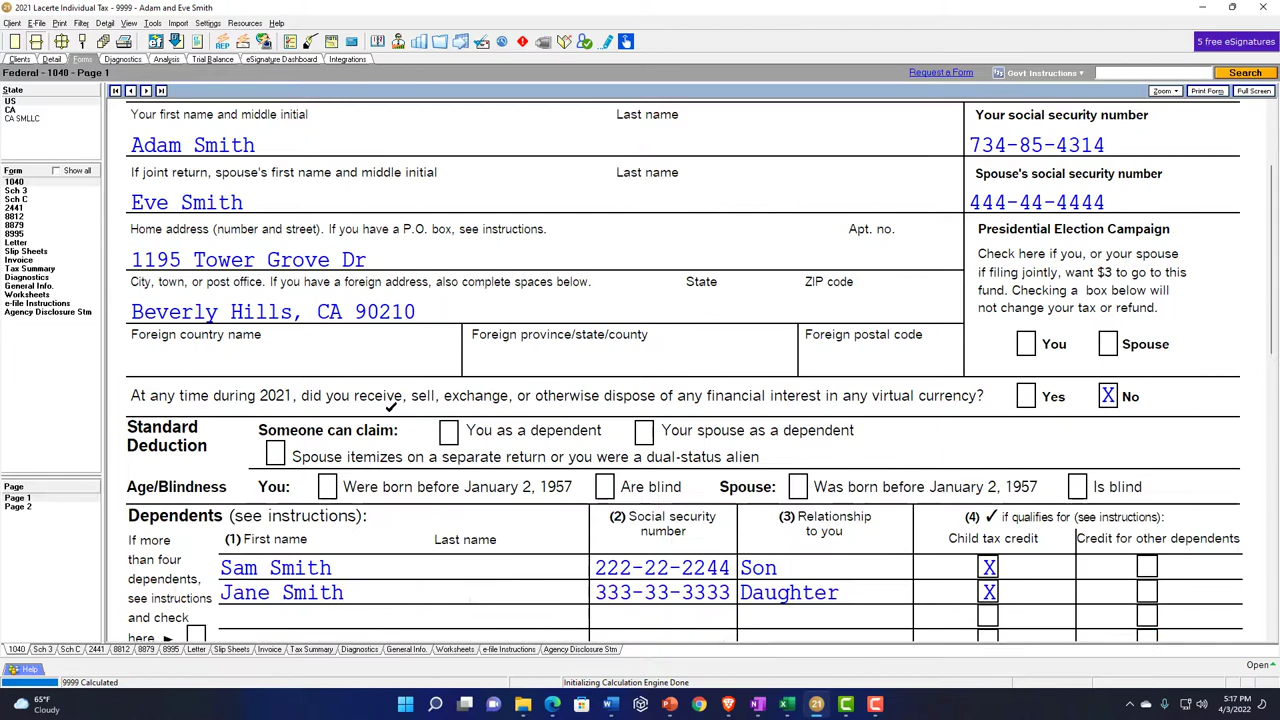 2021 Lacerte Individual Tax - 9999 - Adam and Eve Smith
Client E-File Print Filter Detail View Tools Import Settings Resources Help
5 free eSignatures
Clients Detail Forms Diagnostics Analysis Trial Balance eSignature Dashboard Integrations
Federal - 1040 - Page 1
Request a Form
Govt Instructions
Search
State
Zoom
Print Form
Full Screen
US
CA
CA SMLLC
Form
Show all
1040
Sch 3
Sch C
2441
8812
8879
8995
Letter
Slip Sheets
Invoice
Tax Summary
Diagnostics
General Info.
Worksheets
e-file Instructions
Agency Disclosure Stm
Page
Page 1
Page 2
Your first name and middle initial Last name Your social security number
Adam Smith 734-85-4314
If joint return, spouse's first name and middle initial Last name Spouse's social security number
Eve Smith 444-44-4444
Home address (number and street). If you have a P.O. box, see instructions. Apt. no.
1195 Tower Grove Dr
City, town, or post office. If you have a foreign address, also complete spaces below. State ZIP code
Beverly Hills, CA 90210
Foreign country name Foreign province/state/county Foreign postal code
Presidential Election Campaign
Check here if you, or your spouse
if filing jointly, want $3 to go to this
fund. Checking a box below will
not change your tax or refund.
You Spouse
At any time during 2021, did you receive, sell, exchange, or otherwise dispose of any financial interest in any virtual currency? Yes X No
Standard
Deduction
Someone can claim: You as a dependent Your spouse as a dependent
Spouse itemizes on a separate return or you were a dual-status alien
Age/Blindness You: Were born before January 2, 1957 Are blind Spouse: Was born before January 2, 1957 Is blind
Dependents (see instructions):
(2) Social security
number
(3) Relationship
to you
(4) ✓ if qualifies for (see instructions):
Child tax credit Credit for other dependents
If more
than four
dependents,
see instructions
and check
here ►
(1) First name Last name
Sam Smith 222-22-2244 Son X
Jane Smith 333-33-3333 Daughter X
1040 Sch 3 Sch C 2441 8812 8879 8995 Letter Slip Sheets Invoice Tax Summary Diagnostics General Info. Worksheets e-file Instructions Agency Disclosure Stm
Help
Open
9999 Calculated
Initializing Calculation Engine Done
65°F
Cloudy
5:17 PM
4/3/2022